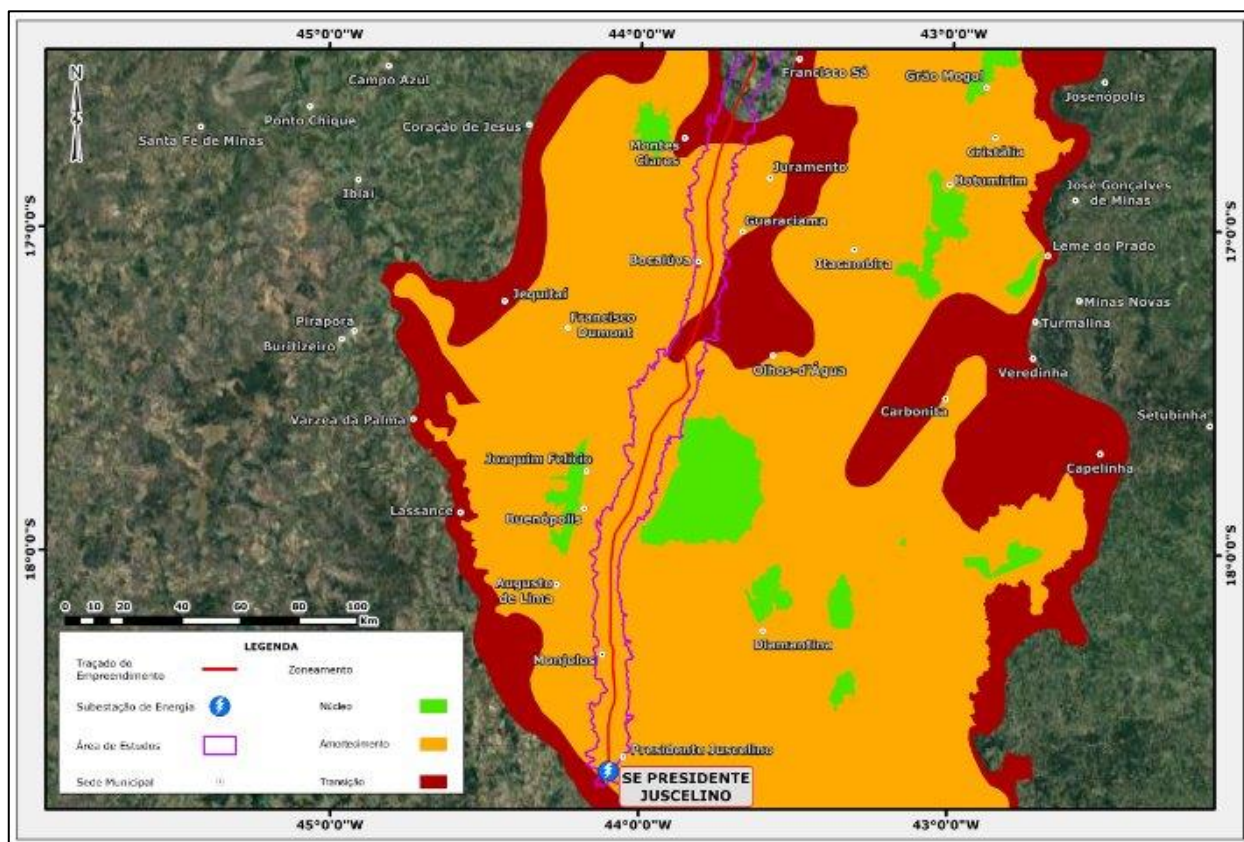 45°0'0"W
44°0'0"W
43°0'0"W
N
Campo Azul
Francisco Sá
Grão Mogol
Josenópolis
Ponto Chique
Santa Fe de Minas
Coração de Jesus
Montes
Claros
Cristália
Ibiaí
Juramento
Botumirim
José Gonçalves
de Minas
17°0'0"S
17°0'0"S
Guaraciama
Bocaiúva
Itacambira
Leme do Prado
Jequitaí
Minas Novas
Francisco
Dumont
Pirapora
Buritizeiro
Turmalina
Olhos-d'Água
Veredinha
Várzea da Palma
Carbonita
Setubinha
Joaquim Felício
Capelinha
Lassance
Buenópolis
18°0'0"S
18°0'0"S
Augusto
de Lima
0 10 20 40 60 80 100
Km
Diamantina
LEGENDA
Monjolos
Traçado do
Empreendimento
Zoneamento
Subestação de Energia
Núcleo
Área de Estudos
Amortecimento
Presidente Juscelino
Sede Municipal
Transição
SE PRESIDENTE
JUSCELINO
45°0'0"W
44°0'0"W
43°0'0"W